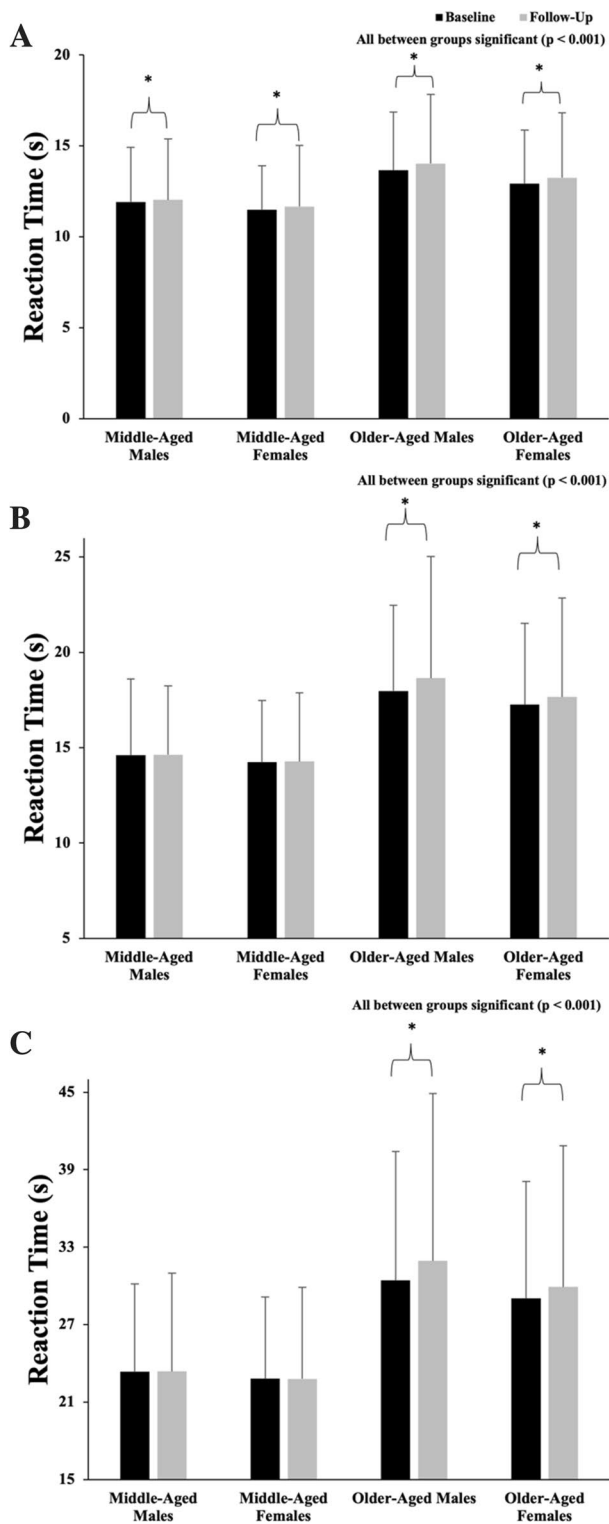 Baseline Follow-Up
A
All between groups significant (p < 0.001)
20
15
10
5
0
Reaction Time (s)
* * * *
Middle-Aged Males
Middle-Aged Females
Older-Aged Males
Older-Aged Females
All between groups significant (p < 0.001)
B
25
20
15
10
5
Reaction Time (s)
* *
Middle-Aged Males
Middle-Aged Females
Older-Aged Males
Older-Aged Females
All between groups significant (p < 0.001)
C
45
39
33
27
21
15
Reaction Time (s)
* *
Middle-Aged Males
Middle-Aged Females
Older-Aged Males
Older-Aged Females